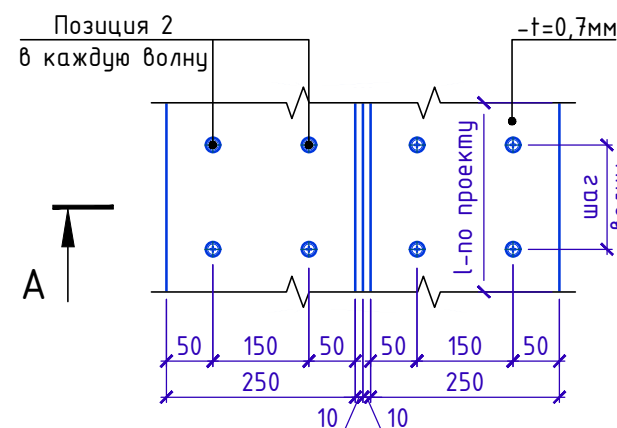 Позиция 2
в каждую волну
-t=0,7мм
l-по проекту
шаг
А
50 150 50 50 150 50
250 250
10 10